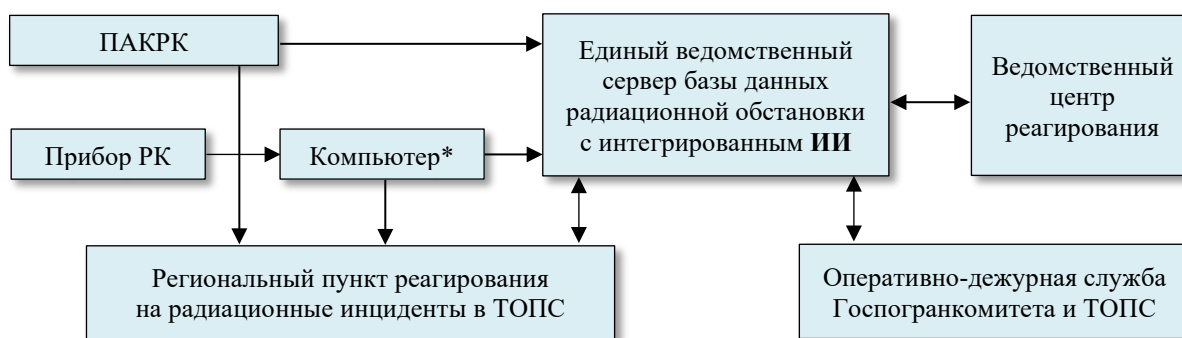 ПАКРК
Единый ведомственный
сервер базы данных
радиационной обстановки
с интегрированным ИИ
Ведомственный
центр
реагирования
Прибор РК
Компьютер*
Региональный пункт реагирования
на радиационные инциденты в ТОПС
Оперативно-дежурная служба
Госпогранкомитета и ТОПС